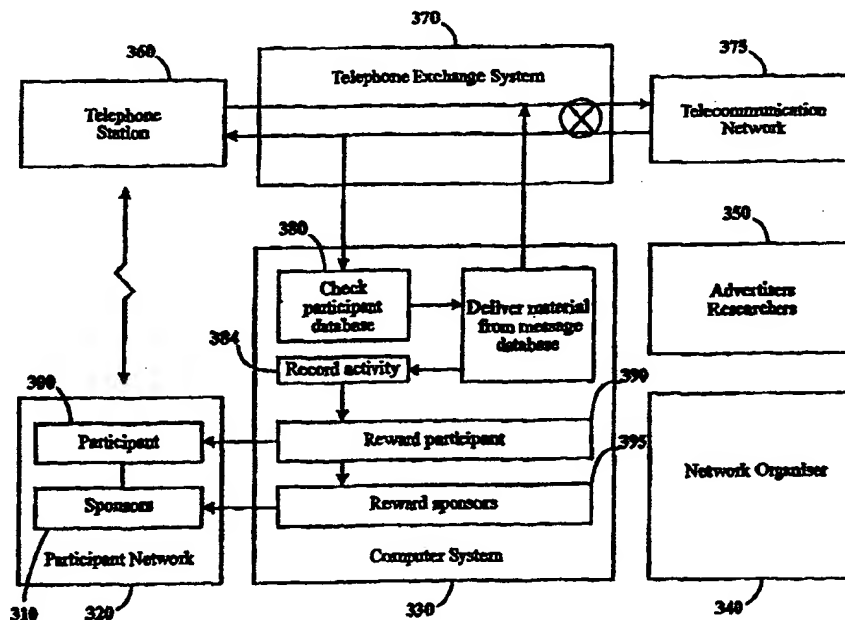 370
360
375
Telephone Exchange System
Telephone
Station
Telecommunication
Network
380
350
Check
participant
database
Deliver material
from message
database
Advertisers
Researchers
384
Record activity
300
390
Participant
Reward participant
395
Network Organiser
Sponsors
Reward sponsors
Participant Network
Computer System
310
320
330
340